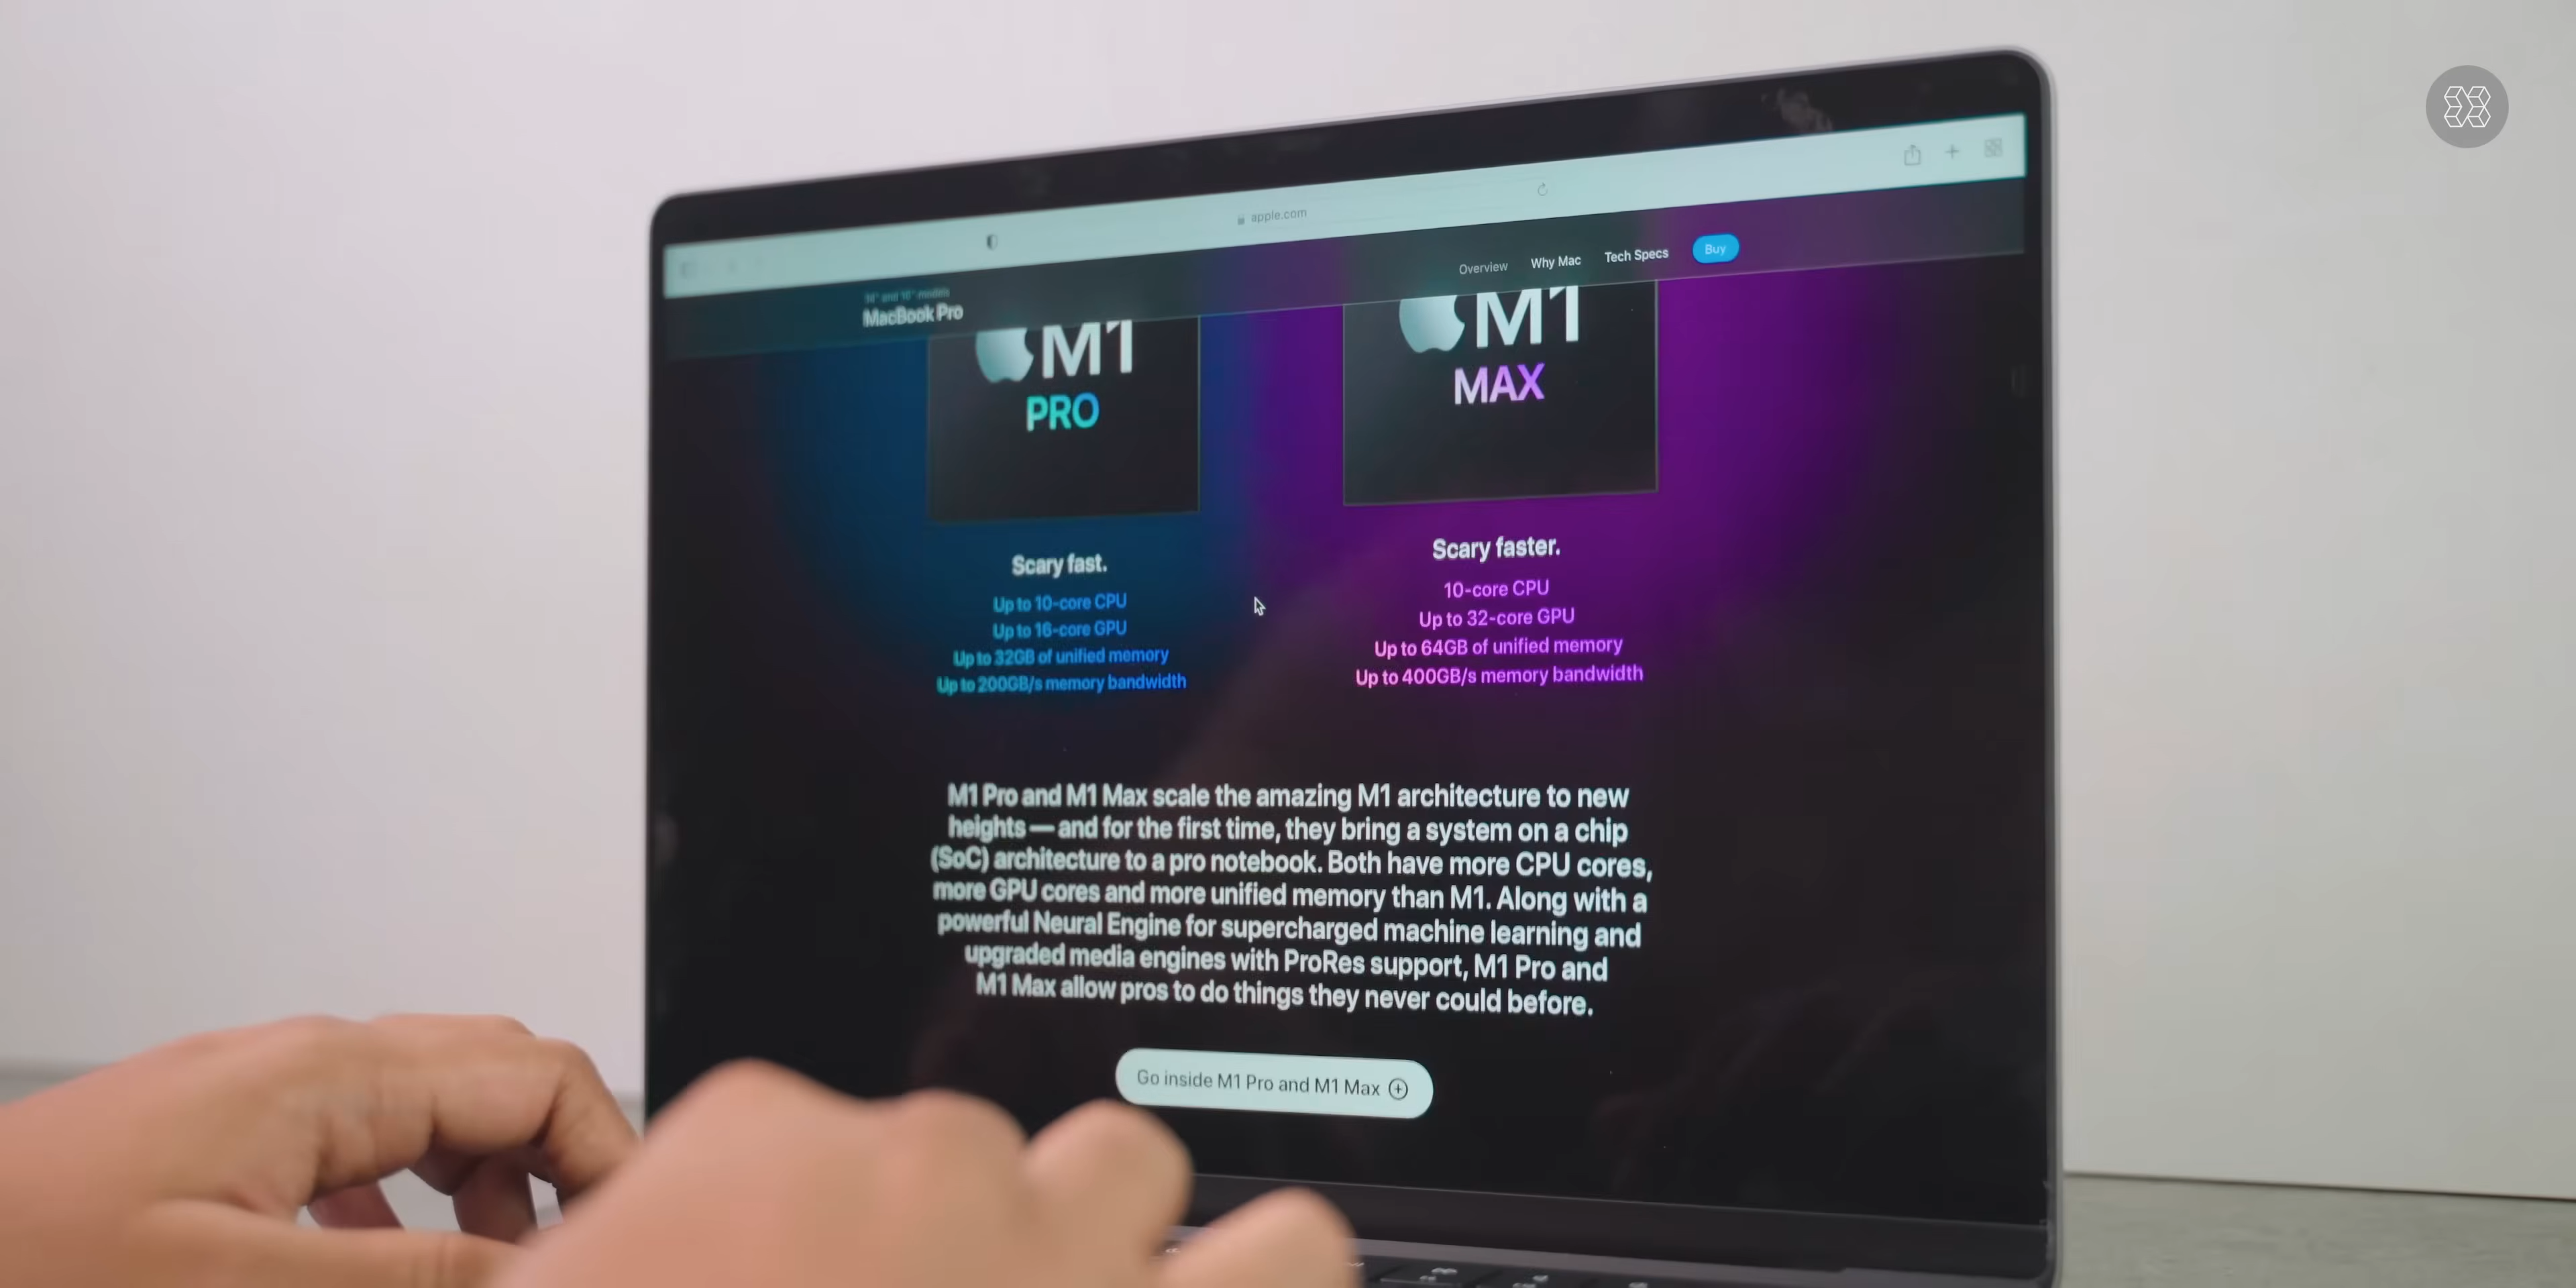 apple.com
14" and 16" models
MacBook Pro
Overview Why Mac Tech Specs Buy
M1
PRO
M1
MAX
Scary fast.
Up to 10-core CPU
Up to 16-core GPU
Up to 32GB of unified memory
Up to 200GB/s memory bandwidth
Scary faster.
10-core CPU
Up to 32-core GPU
Up to 64GB of unified memory
Up to 400GB/s memory bandwidth
M1 Pro and M1 Max scale the amazing M1 architecture to new
heights — and for the first time, they bring a system on a chip
(SoC) architecture to a pro notebook. Both have more CPU cores,
more GPU cores and more unified memory than M1. Along with a
powerful Neural Engine for supercharged machine learning and
upgraded media engines with ProRes support, M1 Pro and
M1 Max allow pros to do things they never could before.
Go inside M1 Pro and M1 Max